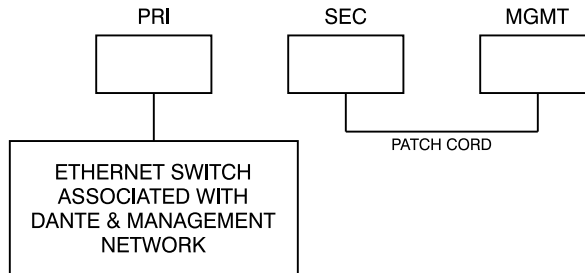 PRI SEC MGMT
PATCH CORD
ETHERNET SWITCH
ASSOCIATED WITH
DANTE & MANAGEMENT
NETWORK